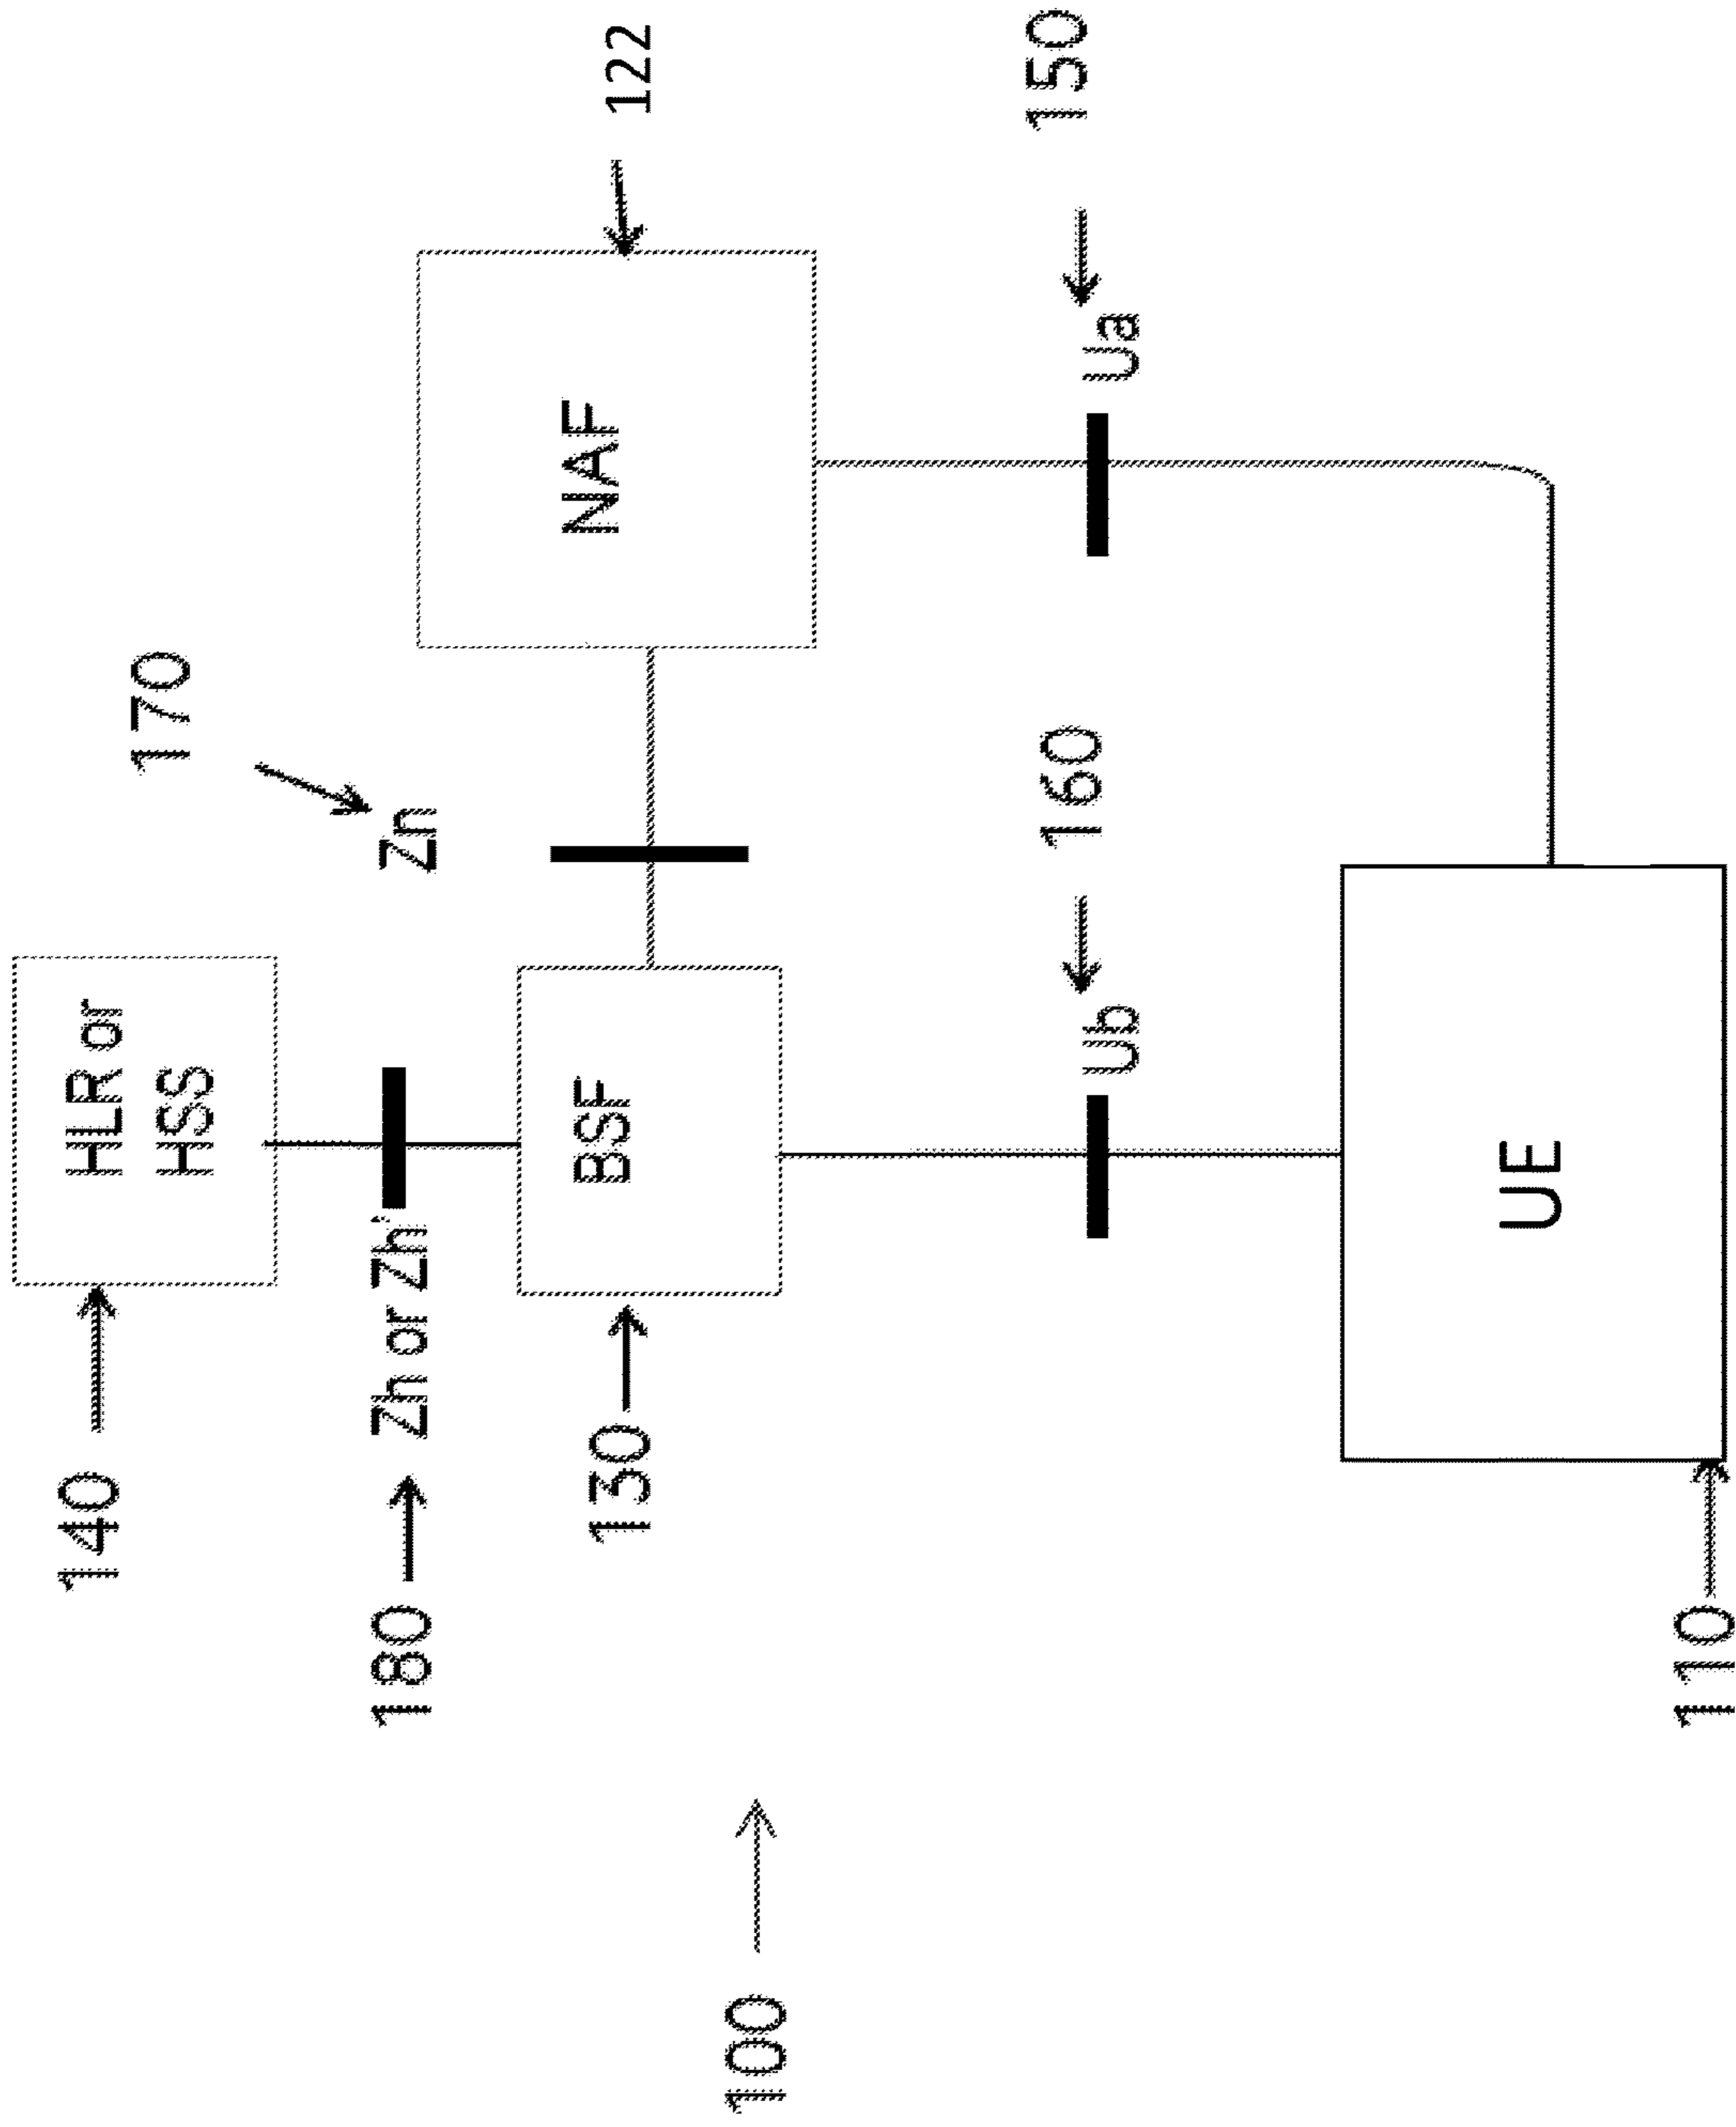 140
HLR or
HSS
170
180
Zh or Zh'
Zn
122
130
BSF
NAF
100
160
150
Ub
Ua
UE
110